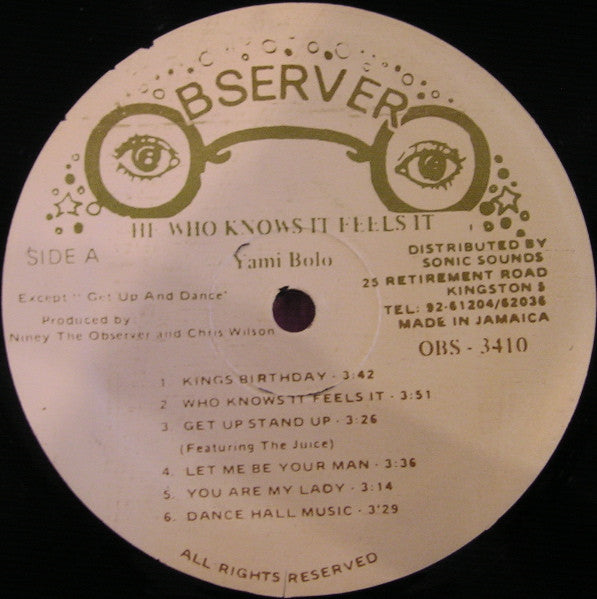 OBSERVER
HE WHO KNOWS IT FEELS IT
Yami Bolo
SIDE A
Except " Get Up And Dance"
Produced by
Niney The Observer and Chris Wilson
DISTRIBUTED BY
SONIC SOUNDS
25 RETIREMENT ROAD
KINGSTON 5
TEL: 92-61204/62036
MADE IN JAMAICA
OBS - 3410
1 KINGS BIRTHDAY - 3:42
2 WHO KNOWS IT FEELS IT - 3:51
3. GET UP STAND UP - 3:26
(Featuring The Juice)
4. LET ME BE YOUR MAN - 3:36
5. YOU ARE MY LADY - 3:14
6. DANCE HALL MUSIC - 3'29
ALL RIGHTS RESERVED